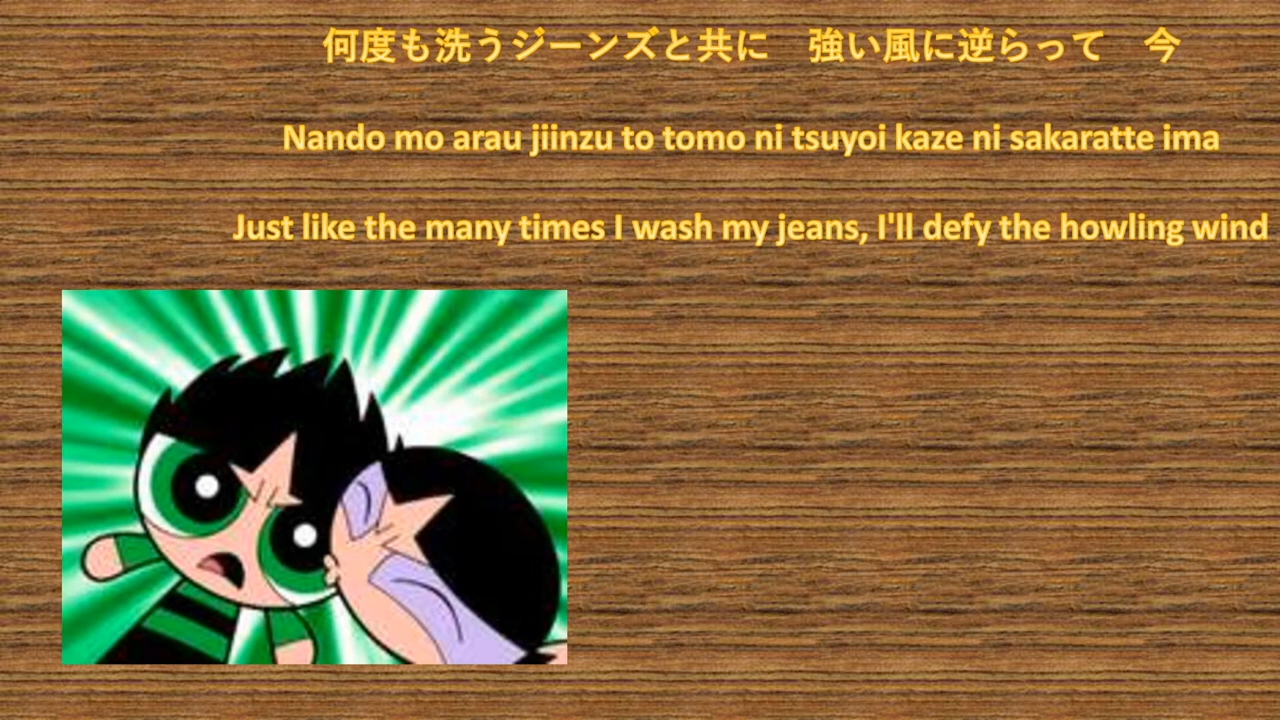 何度も洗うジーンズと共に　強い風に逆らって　今
Nando mo arau jiinzu to tomo ni tsuyoi kaze ni sakaratte ima
Just like the many times I wash my jeans, I'll defy the howling wind